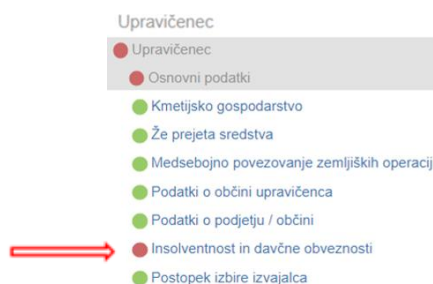 Upravičenec
Upravičenec
Osnovni podatki
Kmetijsko gospodarstvo
Že prejeta sredstva
Medsebojno povezovanje zemljiških operacij
Podatki o občini upravičenca
Podatki o podjetju / občini
Insolventnost in davčne obveznosti
Postopek izbire izvajalca